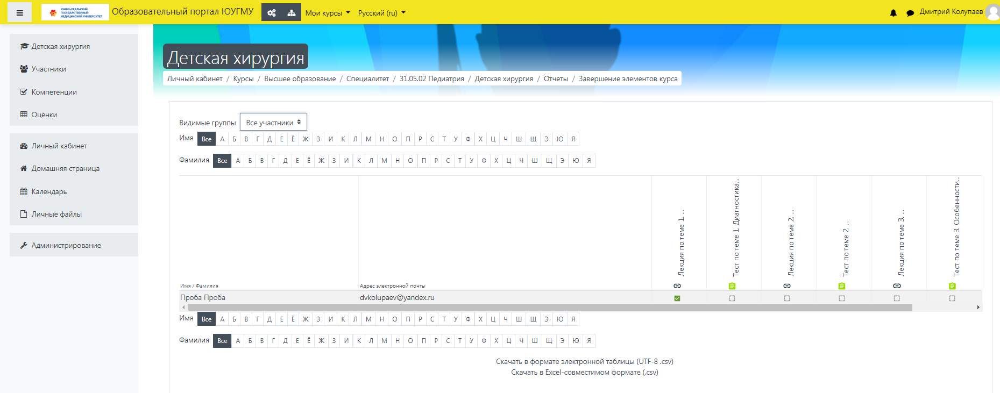 ЮЖНО-УРАЛЬСКИЙ
ГОСУДАРСТВЕННЫЙ
МЕДИЦИНСКИЙ УНИВЕРСИТЕТ
Образовательный портал ЮУГМУ
Мои курсы
Русский (ru)
Дмитрий Колупаев
Детская хирургия
Участники
Компетенции
Оценки
Личный кабинет
Домашняя страница
Календарь
Личные файлы
Администрирование
Детская хирургия
Личный кабинет / Курсы / Высшее образование / Специалитет / 31.05.02 Педиатрия / Детская хирургия / Отчеты / Завершение элементов курса
Видимые группы Все участники
Имя Все А Б В Г Д Е Ё Ж З И К Л М Н О П Р С Т У Ф Х Ц Ч Ш Щ Э Ю Я
Фамилия Все А Б В Г Д Е Ё Ж З И К Л М Н О П Р С Т У Ф Х Ц Ч Ш Щ Э Ю Я
Лекция по теме 1. ...
Тест по теме 1. Диагностика...
Лекция по теме 2. ...
Тест по теме 2. ...
Лекция по теме 3. ...
Тест по теме 3. Особенности...
Имя / Фамилия Адрес электронной почты
Проба Проба dvkolupaev@yandex.ru
Имя Все А Б В Г Д Е Ё Ж З И К Л М Н О П Р С Т У Ф Х Ц Ч Ш Щ Э Ю Я
Фамилия Все А Б В Г Д Е Ё Ж З И К Л М Н О П Р С Т У Ф Х Ц Ч Ш Щ Э Ю Я
Скачать в формате электронной таблицы (UTF-8 .csv)
Скачать в Excel-совместимом формате (.csv)